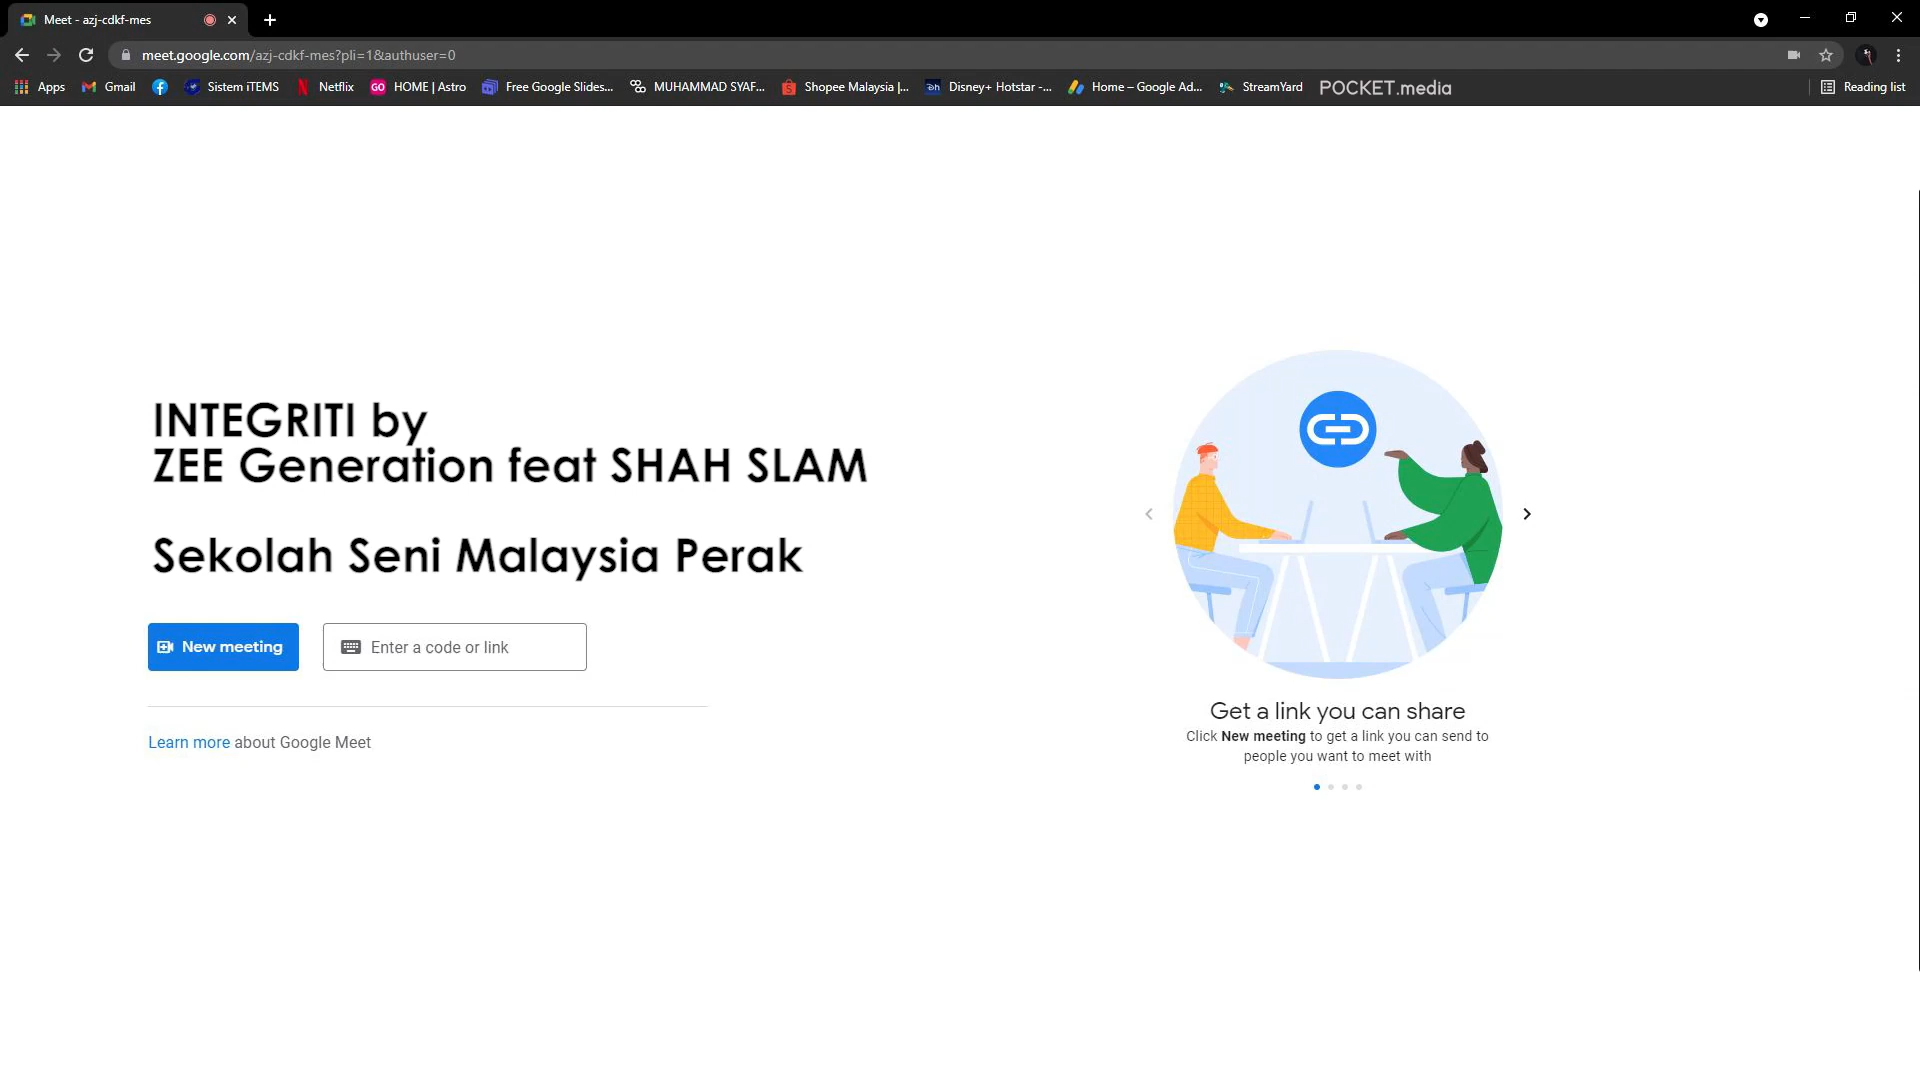 Meet - azj-cdkf-mes
meet.google.com/azj-cdkf-mes?pli=1&authuser=0
Apps Gmail Sistem iTEMS Netflix GO HOME | Astro Free Google Slides... MUHAMMAD SYAF... Shopee Malaysia |... Disney+ Hotstar -... Home – Google Ad... StreamYard POCKET.media Reading list
INTEGRITI by
ZEE Generation feat SHAH SLAM
Sekolah Seni Malaysia Perak
New meeting Enter a code or link
Learn more about Google Meet
Get a link you can share
Click New meeting to get a link you can send to
people you want to meet with